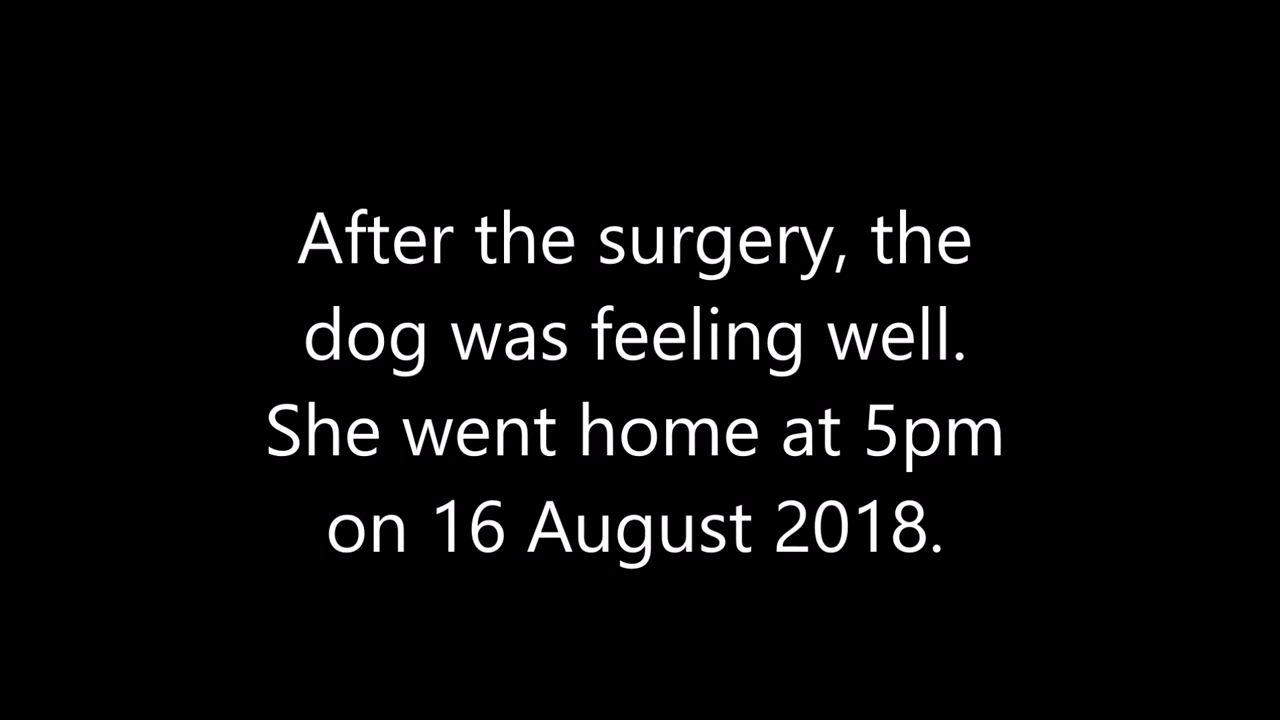 After the surgery, the
dog was feeling well.
She went home at 5pm
on 16 August 2018.